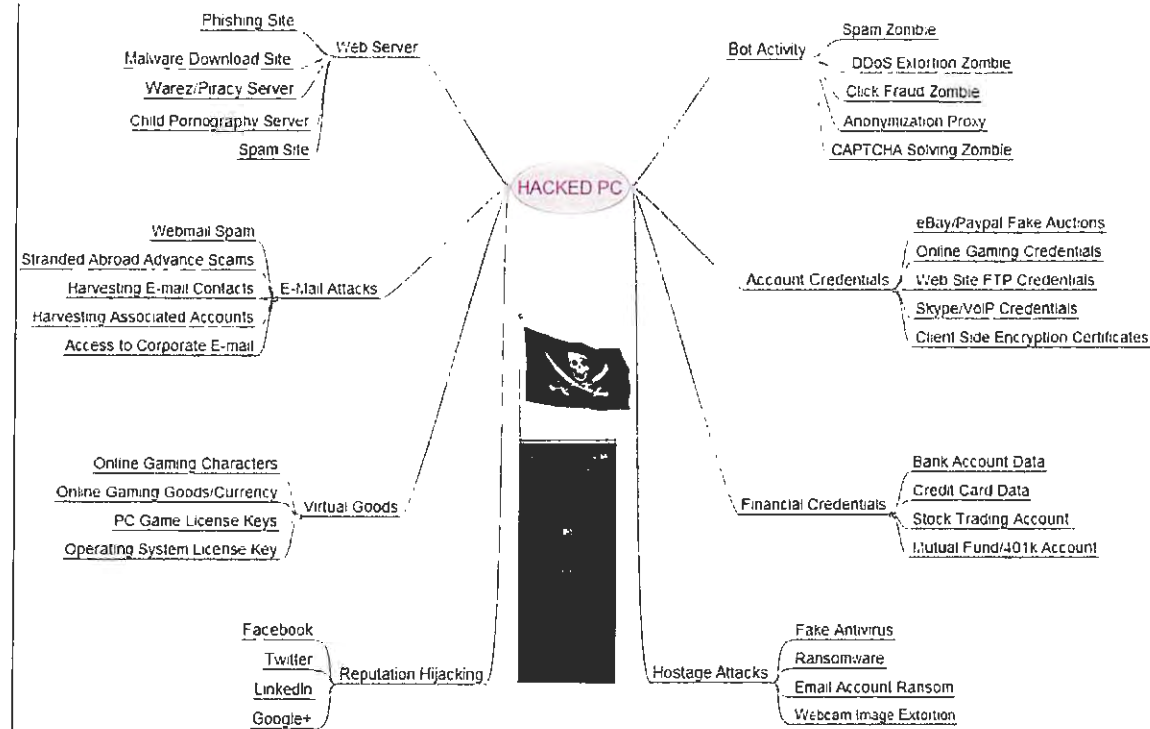 HACKED PC
Web Server
Phishing Site
Malware Download Site
Warez/Piracy Server
Child Pornography Server
Spam Site
E-Mail Attacks
Webmail Spam
Stranded Abroad Advance Scams
Harvesting E-mail Contacts
Harvesting Associated Accounts
Access to Corporate E-mail
Virtual Goods
Online Gaming Characters
Online Gaming Goods/Currency
PC Game License Keys
Operating System License Key
Reputation Hijacking
Facebook
Twitter
LinkedIn
Google+
Bot Activity
Spam Zombie
DDoS Extortion Zombie
Click Fraud Zombie
Anonymization Proxy
CAPTCHA Solving Zombie
Account Credentials
eBay/Paypal Fake Auctions
Online Gaming Credentials
Web Site FTP Credentials
Skype/VoIP Credentials
Client Side Encryption Certificates
Financial Credentials
Bank Account Data
Credit Card Data
Stock Trading Account
Mutual Fund/401k Account
Hostage Attacks
Fake Antivirus
Ransomware
Email Account Ransom
Webcam Image Extortion